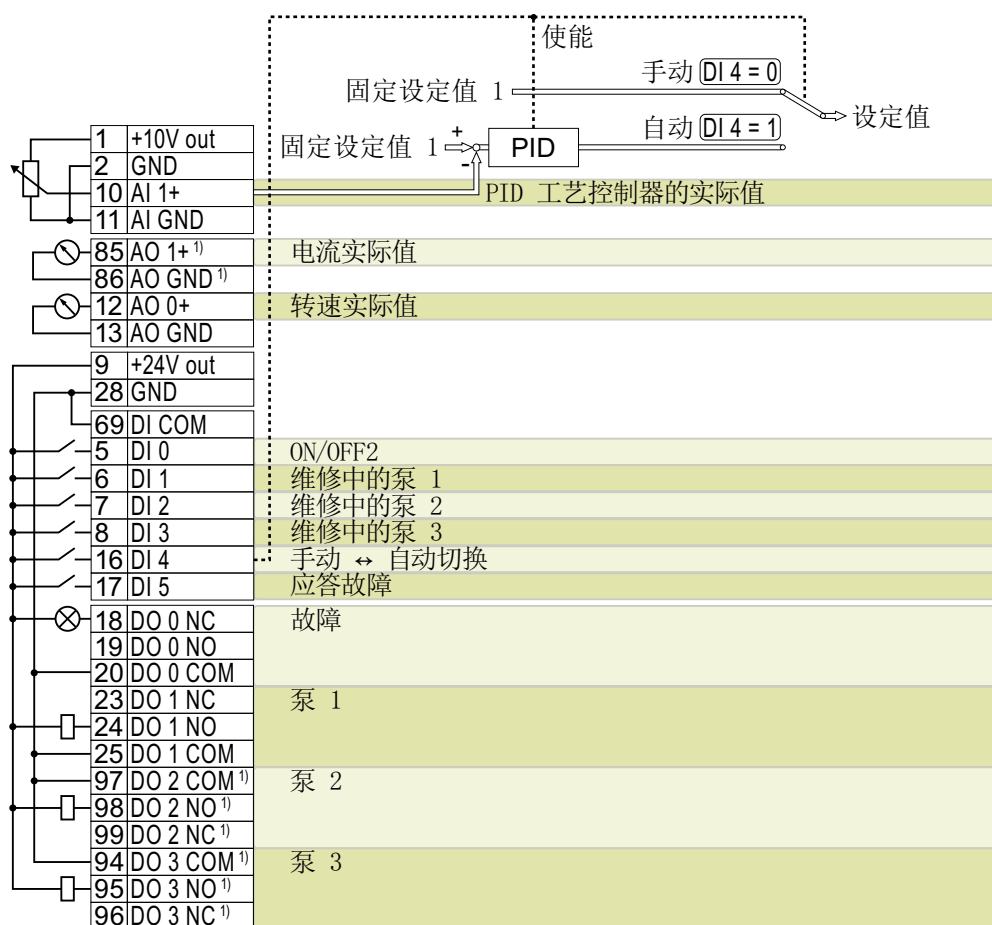 使能
手动 DI 4 = 0
固定设定值 1
设定值
自动 DI 4 = 1
固定设定值 1 + - PID
1 +10V out
2 GND
10 AI 1+ PID 工艺控制器的实际值
11 AI GND
85 AO 1+ 1) 电流实际值
86 AO GND 1)
12 AO 0+ 转速实际值
13 AO GND
9 +24V out
28 GND
69 DI COM
5 DI 0 ON/OFF2
6 DI 1 维修中的泵 1
7 DI 2 维修中的泵 2
8 DI 3 维修中的泵 3
16 DI 4 手动 ↔ 自动切换
17 DI 5 应答故障
18 DO 0 NC 故障
19 DO 0 NO
20 DO 0 COM
23 DO 1 NC 泵 1
24 DO 1 NO
25 DO 1 COM
97 DO 2 COM 1) 泵 2
98 DO 2 NO 1)
99 DO 2 NC 1)
94 DO 3 COM 1) 泵 3
95 DO 3 NO 1)
96 DO 3 NC 1)